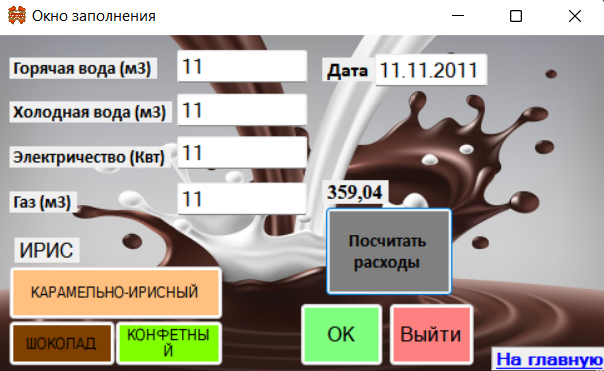 Окно заполнения
Горячая вода (м3) 11 Дата 11.11.2011
Холодная вода (м3) 11
Электричество (Квт) 11
Газ (м3) 11 359,04
Посчитать
расходы
ИРИС
КАРАМЕЛЬНО-ИРИСНЫЙ
ШОКОЛАД
КОНФЕТНЫ
Й
OK
Выйти
На главную